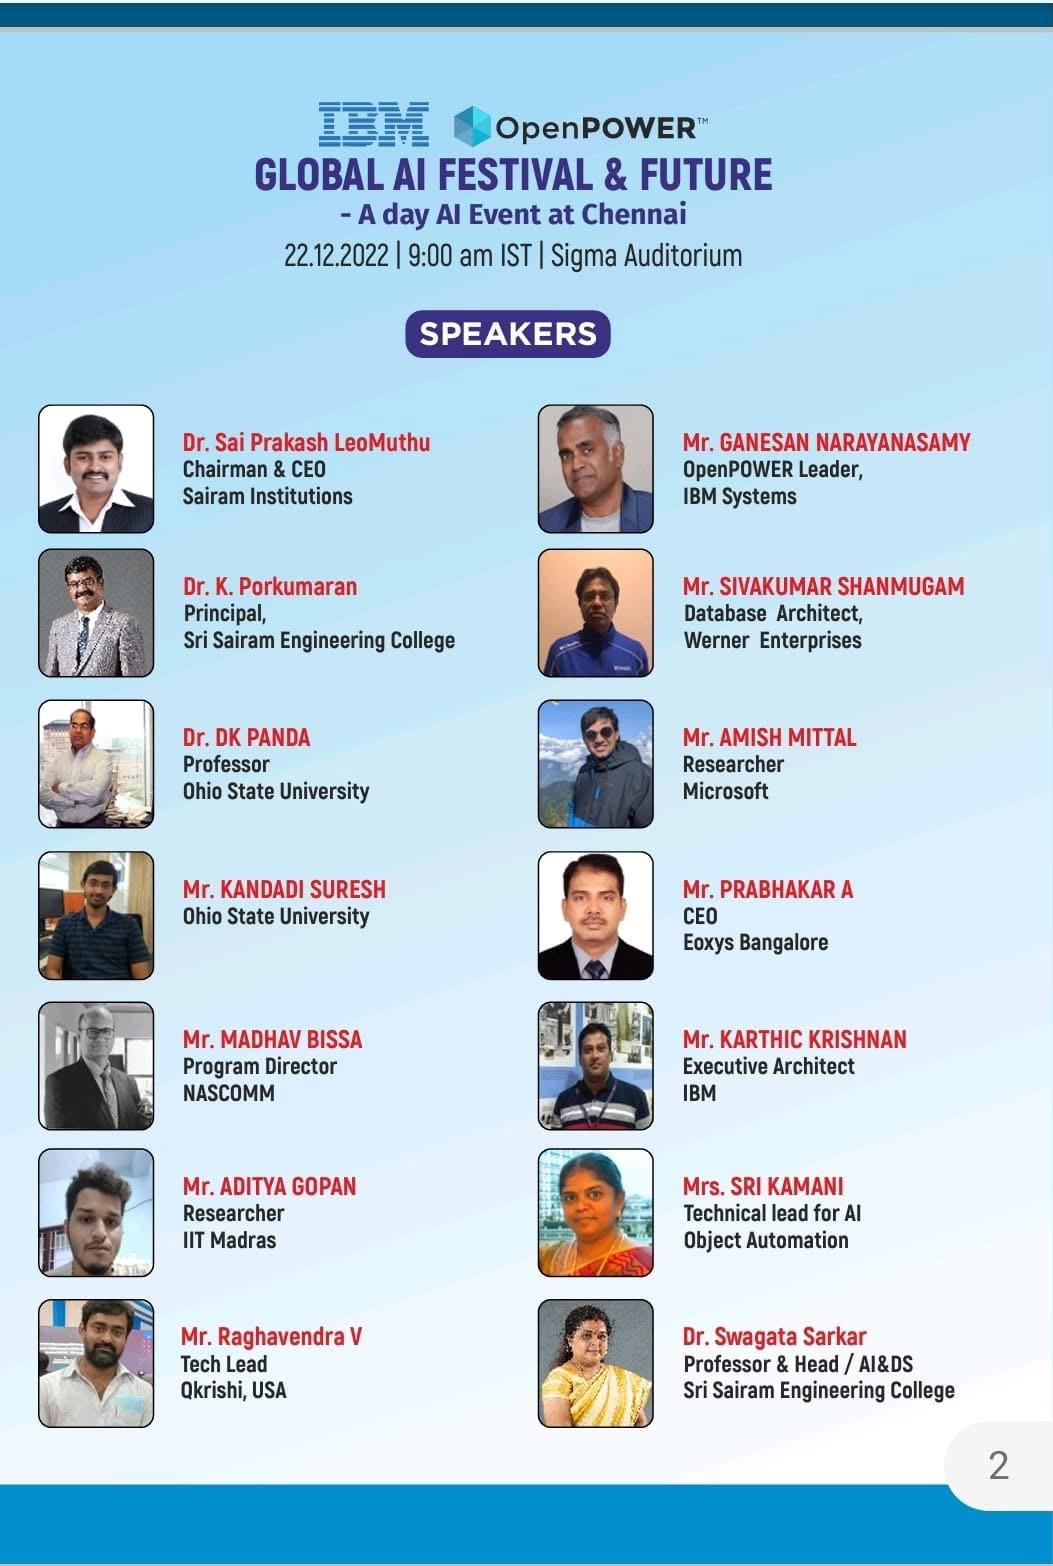 IBM OpenPOWER™
GLOBAL AI FESTIVAL & FUTURE
- A day AI Event at Chennai
22.12.2022 | 9:00 am IST | Sigma Auditorium
SPEAKERS
Dr. Sai Prakash LeoMuthu
Chairman & CEO
Sairam Institutions
Mr. GANESAN NARAYANASAMY
OpenPOWER Leader,
IBM Systems
Dr. K. Porkumaran
Principal,
Sri Sairam Engineering College
Mr. SIVAKUMAR SHANMUGAM
Database Architect,
Werner Enterprises
Dr. DK PANDA
Professor
Ohio State University
Mr. AMISH MITTAL
Researcher
Microsoft
Mr. KANDADI SURESH
Ohio State University
Mr. PRABHAKAR A
CEO
Eoxys Bangalore
Mr. MADHAV BISSA
Program Director
NASCOMM
Mr. KARTHIC KRISHNAN
Executive Architect
IBM
Mr. ADITYA GOPAN
Researcher
IIT Madras
Mrs. SRI KAMANI
Technical lead for AI
Object Automation
Mr. Raghavendra V
Tech Lead
Qkrishi, USA
Dr. Swagata Sarkar
Professor & Head / AI&DS
Sri Sairam Engineering College
2